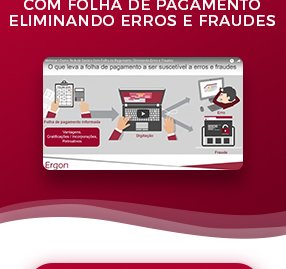 COM FOLHA DE PAGAMENTO
ELIMINANDO ERROS E FRAUDES
O que leva a folha de pagamento a ser suscetível a erros e fraudes
Folha de pagamento informada
Vantagens,
Gratificações / Incorporações,
Retroativos
Digitação
Erro
Fraude
Ergon